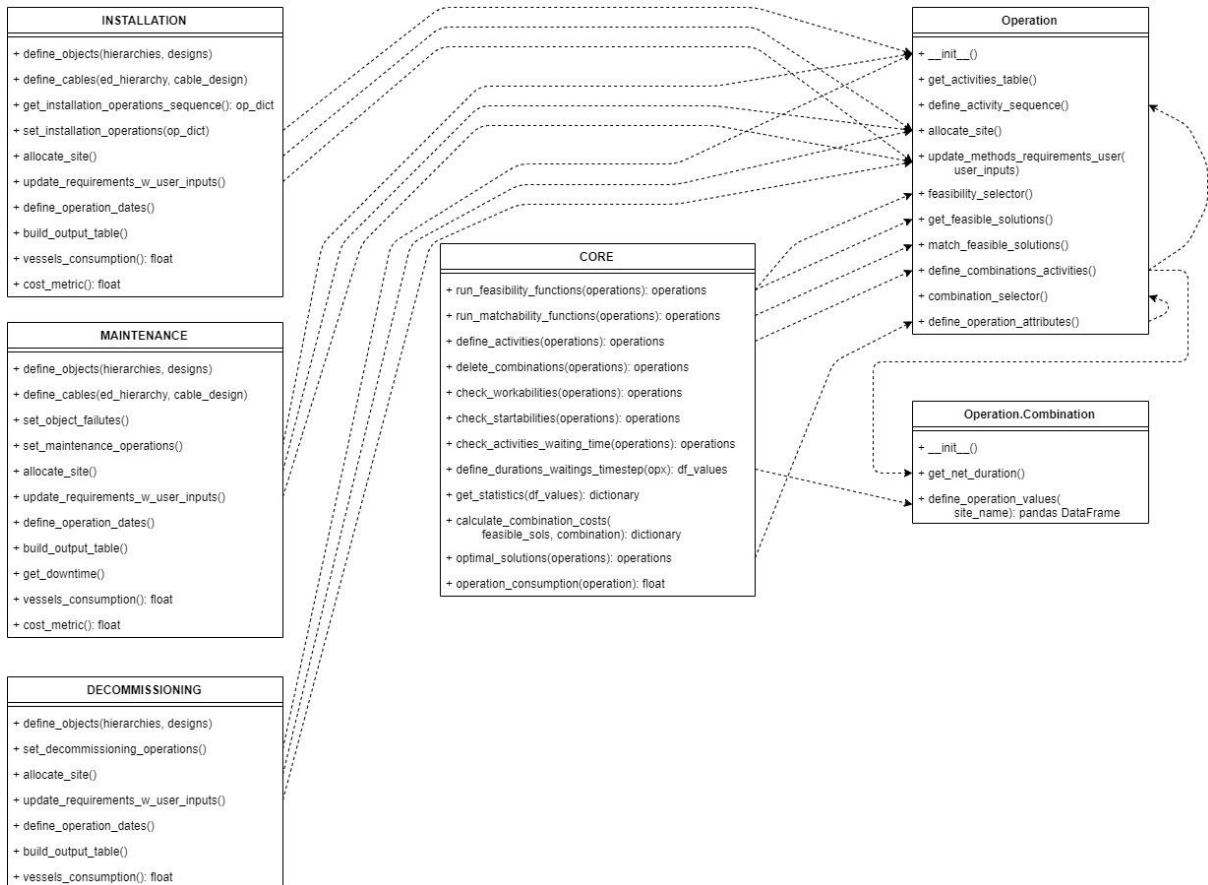 INSTALLATION
+ define_objects(hierarchies, designs)
+ define_cables(ed_hierarchy, cable_design)
+ get_installation_operations_sequence(): op_dict
+ set_installation_operations(op_dict)
+ allocate_site()
+ update_requirements_w_user_inputs()
+ define_operation_dates()
+ build_output_table()
+ vessels_consumption(): float
+ cost_metric(): float
MAINTENANCE
+ define_objects(hierarchies, designs)
+ define_cables(ed_hierarchy, cable_design)
+ set_object_failutes()
+ set_maintenance_operations()
+ allocate_site()
+ update_requirements_w_user_inputs()
+ define_operation_dates()
+ build_output_table()
+ get_downtime()
+ vessels_consumption(): float
+ cost_metric(): float
DECOMMISSIONING
+ define_objects(hierarchies, designs)
+ set_decommissioning_operations()
+ allocate_site()
+ update_requirements_w_user_inputs()
+ define_operation_dates()
+ build_output_table()
+ vessels_consumption(): float
CORE
+ run_feasibility_functions(operations): operations
+ run_matchability_functions(operations): operations
+ define_activities(operations): operations
+ delete_combinations(operations): operations
+ check_workabilities(operations): operations
+ check_startabilities(operations): operations
+ check_activities_waiting_time(operations): operations
+ define_durations_waitings_timestep(opx): df_values
+ get_statistics(df_values): dictionary
+ calculate_combination_costs(
feasible_sols, combination): dictionary
+ optimal_solutions(operations): operations
+ operation_consumption(operation): float
Operation
+ __init__()
+ get_activities_table()
+ define_activity_sequence()
+ allocate_site()
+ update_methods_requirements_user(
user_inputs)
+ feasibility_selector()
+ get_feasible_solutions()
+ match_feasible_solutions()
+ define_combinations_activities()
+ combination_selector()
+ define_operation_attributes()
Operation.Combination
+ __init__()
+ get_net_duration()
+ define_operation_values(
site_name): pandas DataFrame